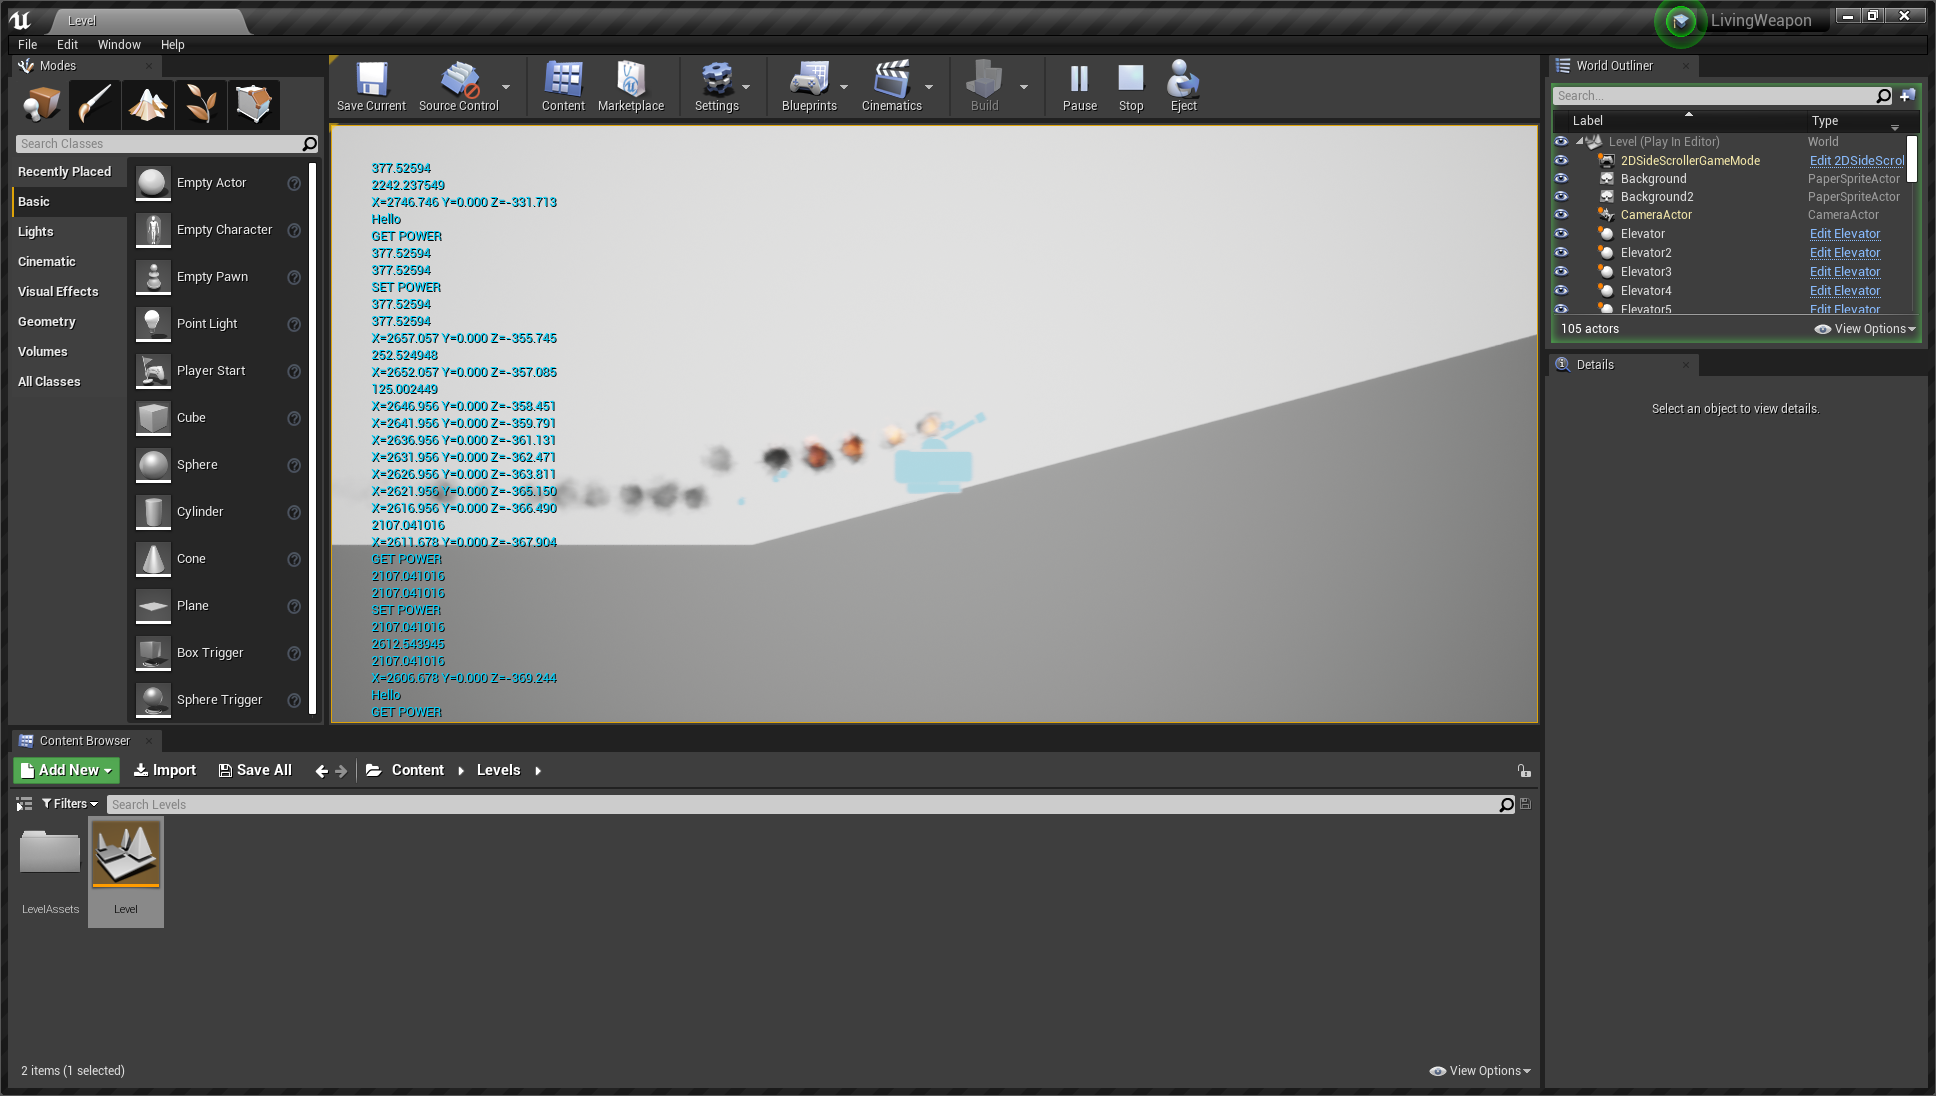 Level
LivingWeapon
File Edit Window Help
Modes
Search Classes
Recently Placed
Basic
Lights
Cinematic
Visual Effects
Geometry
Volumes
All Classes
Empty Actor
Empty Character
Empty Pawn
Point Light
Player Start
Cube
Sphere
Cylinder
Cone
Plane
Box Trigger
Sphere Trigger
Save Current Source Control Content Marketplace Settings Blueprints Cinematics Build Pause Stop Eject
377.52594
2242.237549
X=2746.746 Y=0.000 Z=-331.713
Hello
GET POWER
377.52594
377.52594
SET POWER
377.52594
377.52594
X=2657.057 Y=0.000 Z=-355.745
252.524948
X=2652.057 Y=0.000 Z=-357.085
125.002449
X=2646.956 Y=0.000 Z=-358.451
X=2641.956 Y=0.000 Z=-359.791
X=2636.956 Y=0.000 Z=-361.131
X=2631.956 Y=0.000 Z=-362.471
X=2626.956 Y=0.000 Z=-363.811
X=2621.956 Y=0.000 Z=-365.150
X=2616.956 Y=0.000 Z=-366.490
2107.041016
X=2611.678 Y=0.000 Z=-367.904
GET POWER
2107.041016
2107.041016
SET POWER
2107.041016
2612.543945
2107.041016
X=2606.678 Y=0.000 Z=-369.244
Hello
GET POWER
World Outliner
Search...
Label Type
Level (Play In Editor) World
2DSideScrollerGameMode Edit 2DSideScrol
Background PaperSpriteActor
Background2 PaperSpriteActor
CameraActor CameraActor
Elevator Edit Elevator
Elevator2 Edit Elevator
Elevator3 Edit Elevator
Elevator4 Edit Elevator
Elevator5 Edit Elevator
105 actors View Options
Details
Select an object to view details.
Content Browser
Add New Import Save All Content Levels
Filters Search Levels
LevelAssets Level
2 items (1 selected) View Options